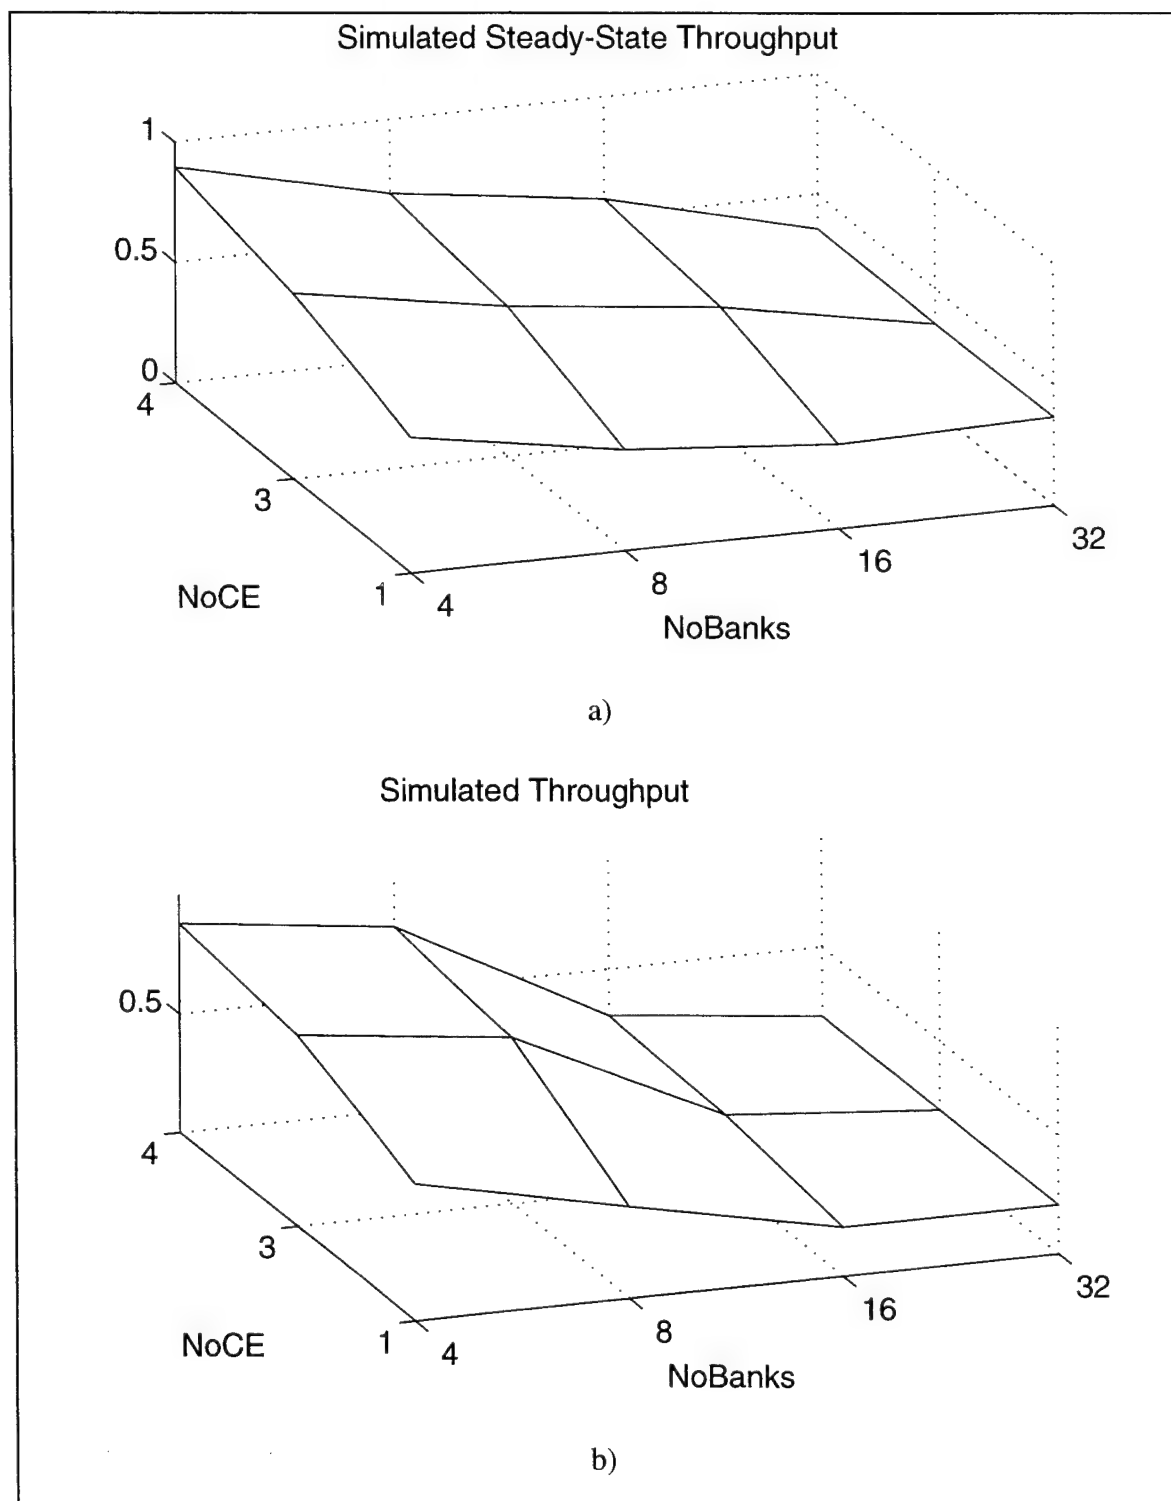 Simulated Steady-State Throughput
1
0.5
0
4
3
1
4
8
16
32
NoCE
NoBanks
a)
Simulated Throughput
0.5
4
3
1
4
8
16
32
NoCE
NoBanks
b)